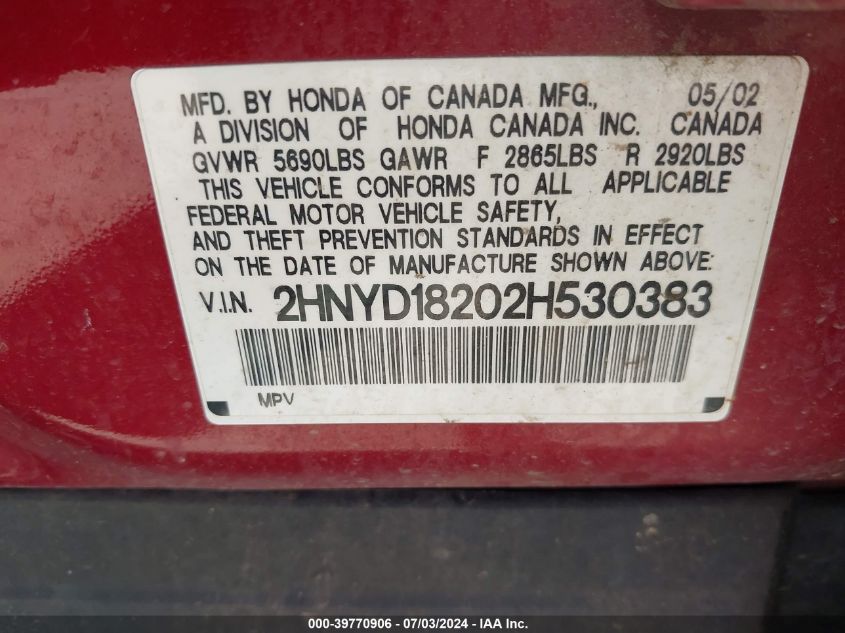 MFD. BY HONDA OF CANADA MFG., 05/02
A DIVISION OF HONDA CANADA INC. CANADA
GVWR 5690LBS GAWR F 2865LBS R 2920LBS
THIS VEHICLE CONFORMS TO ALL APPLICABLE
FEDERAL MOTOR VEHICLE SAFETY,
AND THEFT PREVENTION STANDARDS IN EFFECT
ON THE DATE OF MANUFACTURE SHOWN ABOVE:
V.I.N. 2HNYD18202H530383
MPV
000-39770906 - 07/03/2024 - IAA Inc.